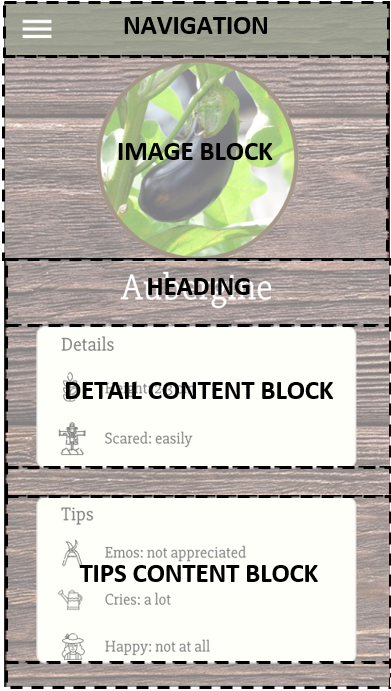 NAVIGATION
IMAGE BLOCK
Aubergine
HEADING
Details
DETAIL CONTENT BLOCK
Scared: easily
Tips
Emos: not appreciated
TIPS CONTENT BLOCK
Cries: a lot
Happy: not at all